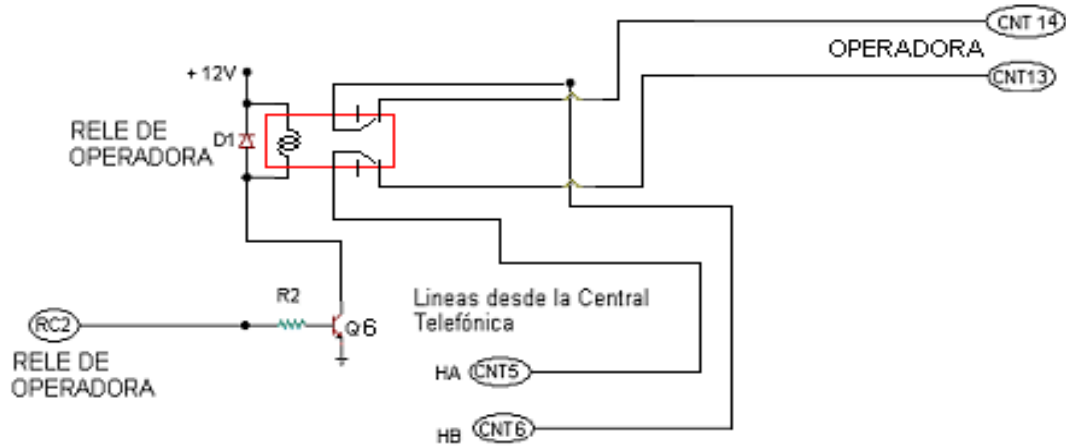 CNT 14
OPERADORA
CNT13
+ 12V
RELE DE
OPERADORA
D1
R2
Q6
Lineas desde la Central
Telefónica
RC2
RELE DE
OPERADORA
HA CNT5
HB CNT6